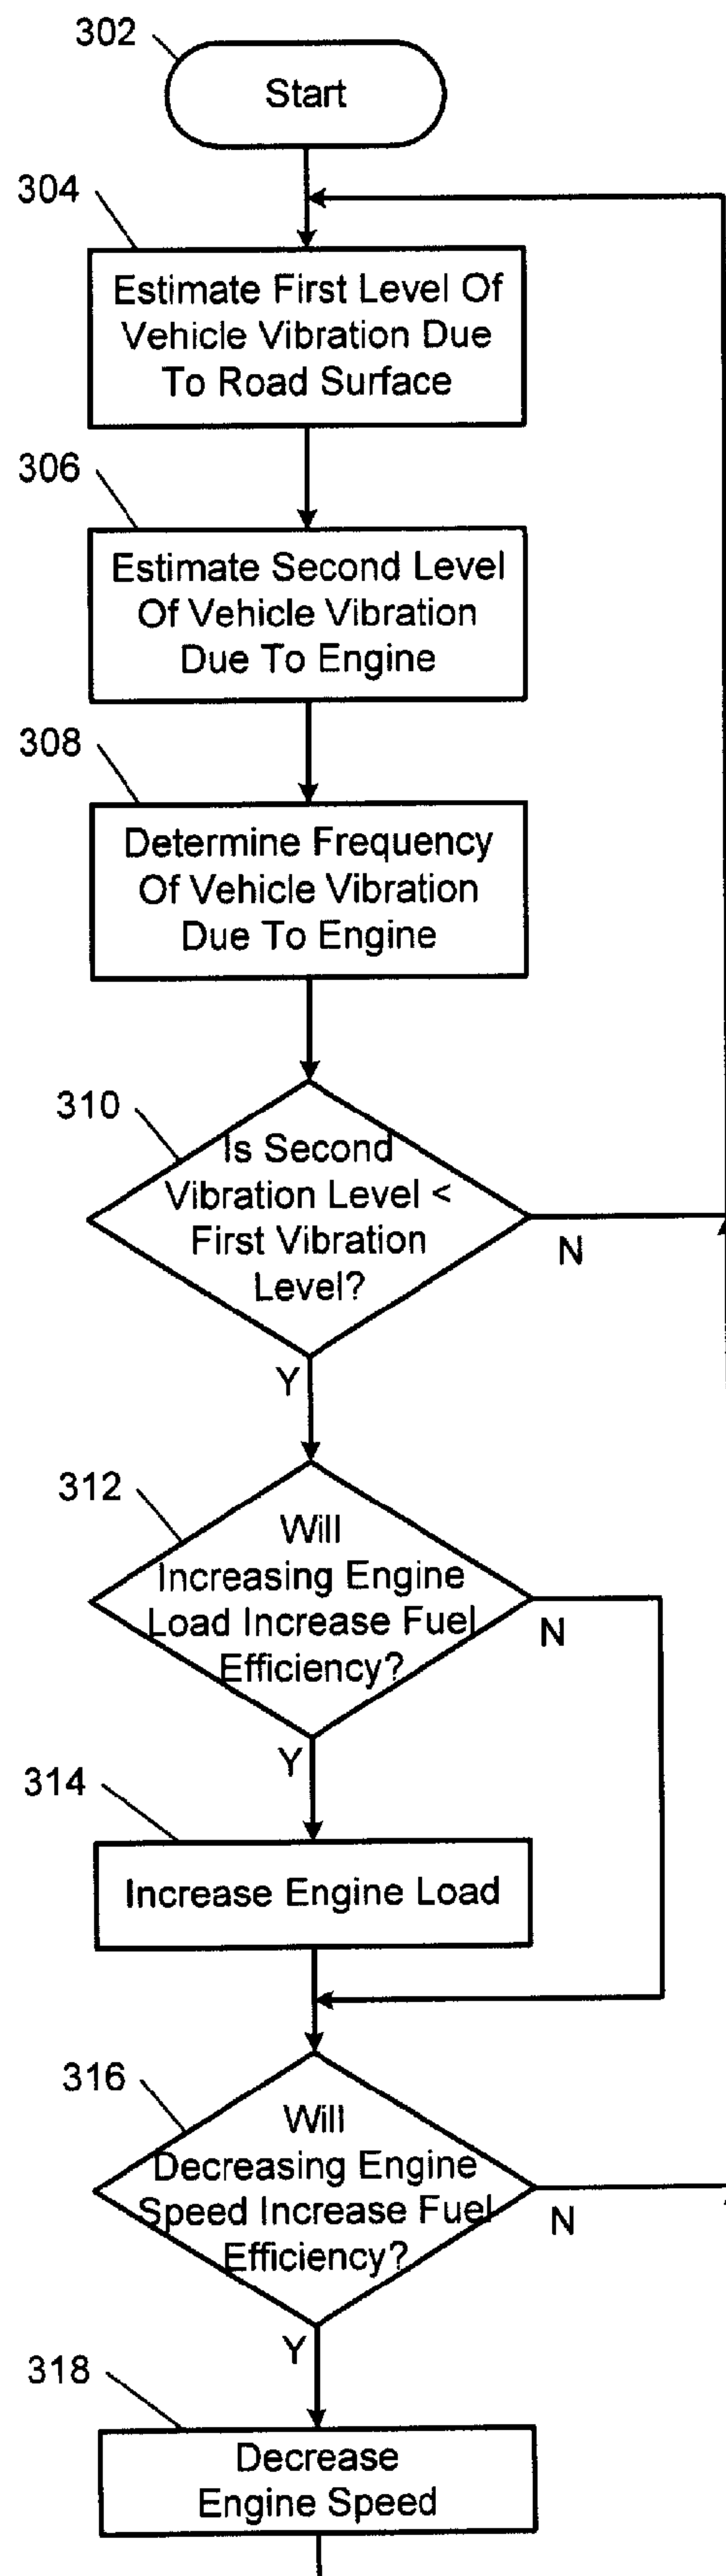 302
Start
304
Estimate First Level Of
Vehicle Vibration Due
To Road Surface
306
Estimate Second Level
Of Vehicle Vibration
Due To Engine
308
Determine Frequency
Of Vehicle Vibration
Due To Engine
310
Is Second
Vibration Level <
First Vibration
Level?
N
Y
312
Will
Increasing Engine
Load Increase Fuel
Efficiency?
N
Y
314
Increase Engine Load
316
Will
Decreasing Engine
Speed Increase Fuel
Efficiency?
N
Y
318
Decrease
Engine Speed